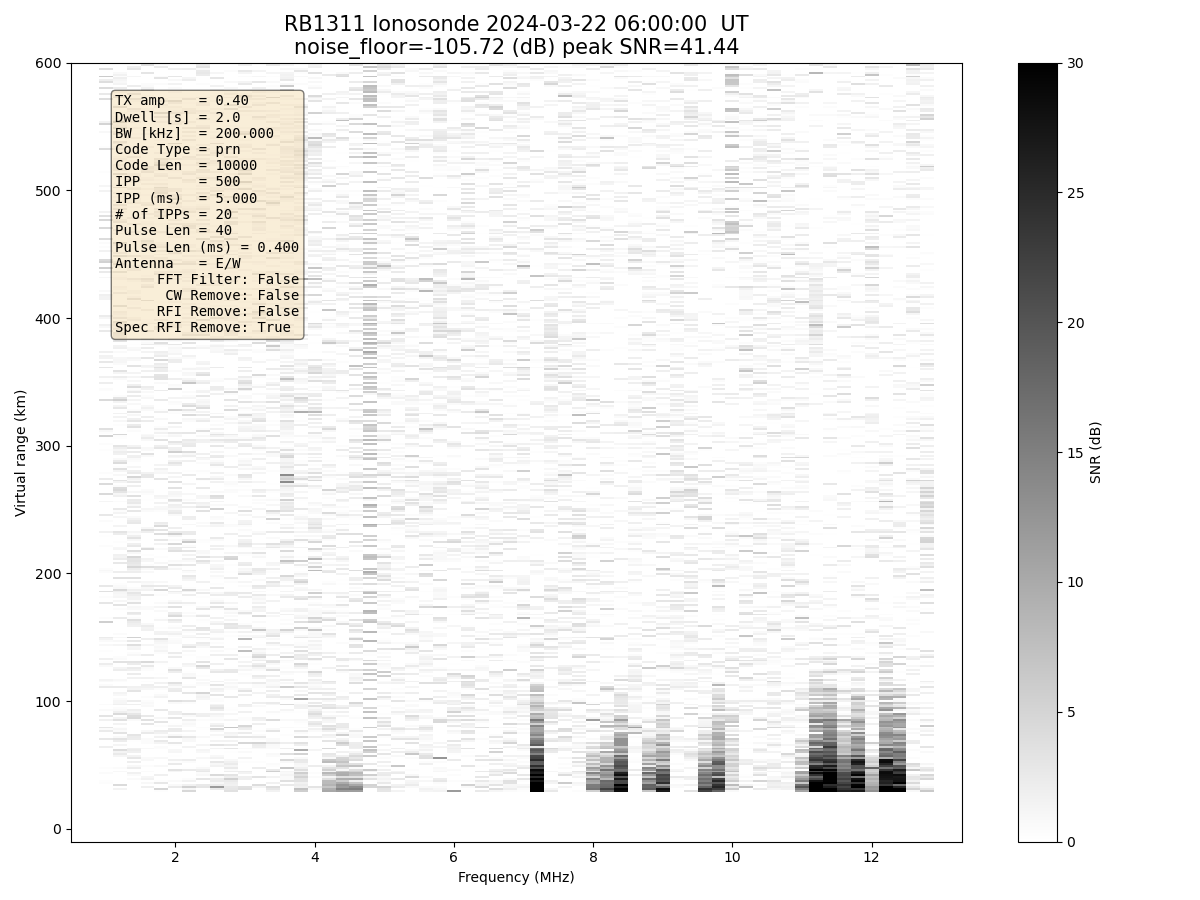 RB1311 Ionosonde 2024-03-22 06:00:00  UT
noise_floor=-105.72 (dB) peak SNR=41.44
TX amp    = 0.40
Dwell [s] = 2.0
BW [kHz]  = 200.000
Code Type = prn
Code Len  = 10000
IPP       = 500
IPP (ms)  = 5.000
# of IPPs = 20
Pulse Len = 40
Pulse Len (ms) = 0.400
Antenna   = E/W
FFT Filter: False
CW Remove: False
RFI Remove: False
Spec RFI Remove: True
Virtual range (km)
600
500
400
300
200
100
0
2 4 6 8 10 12
Frequency (MHz)
30
25
20
15
10
5
0
SNR (dB)